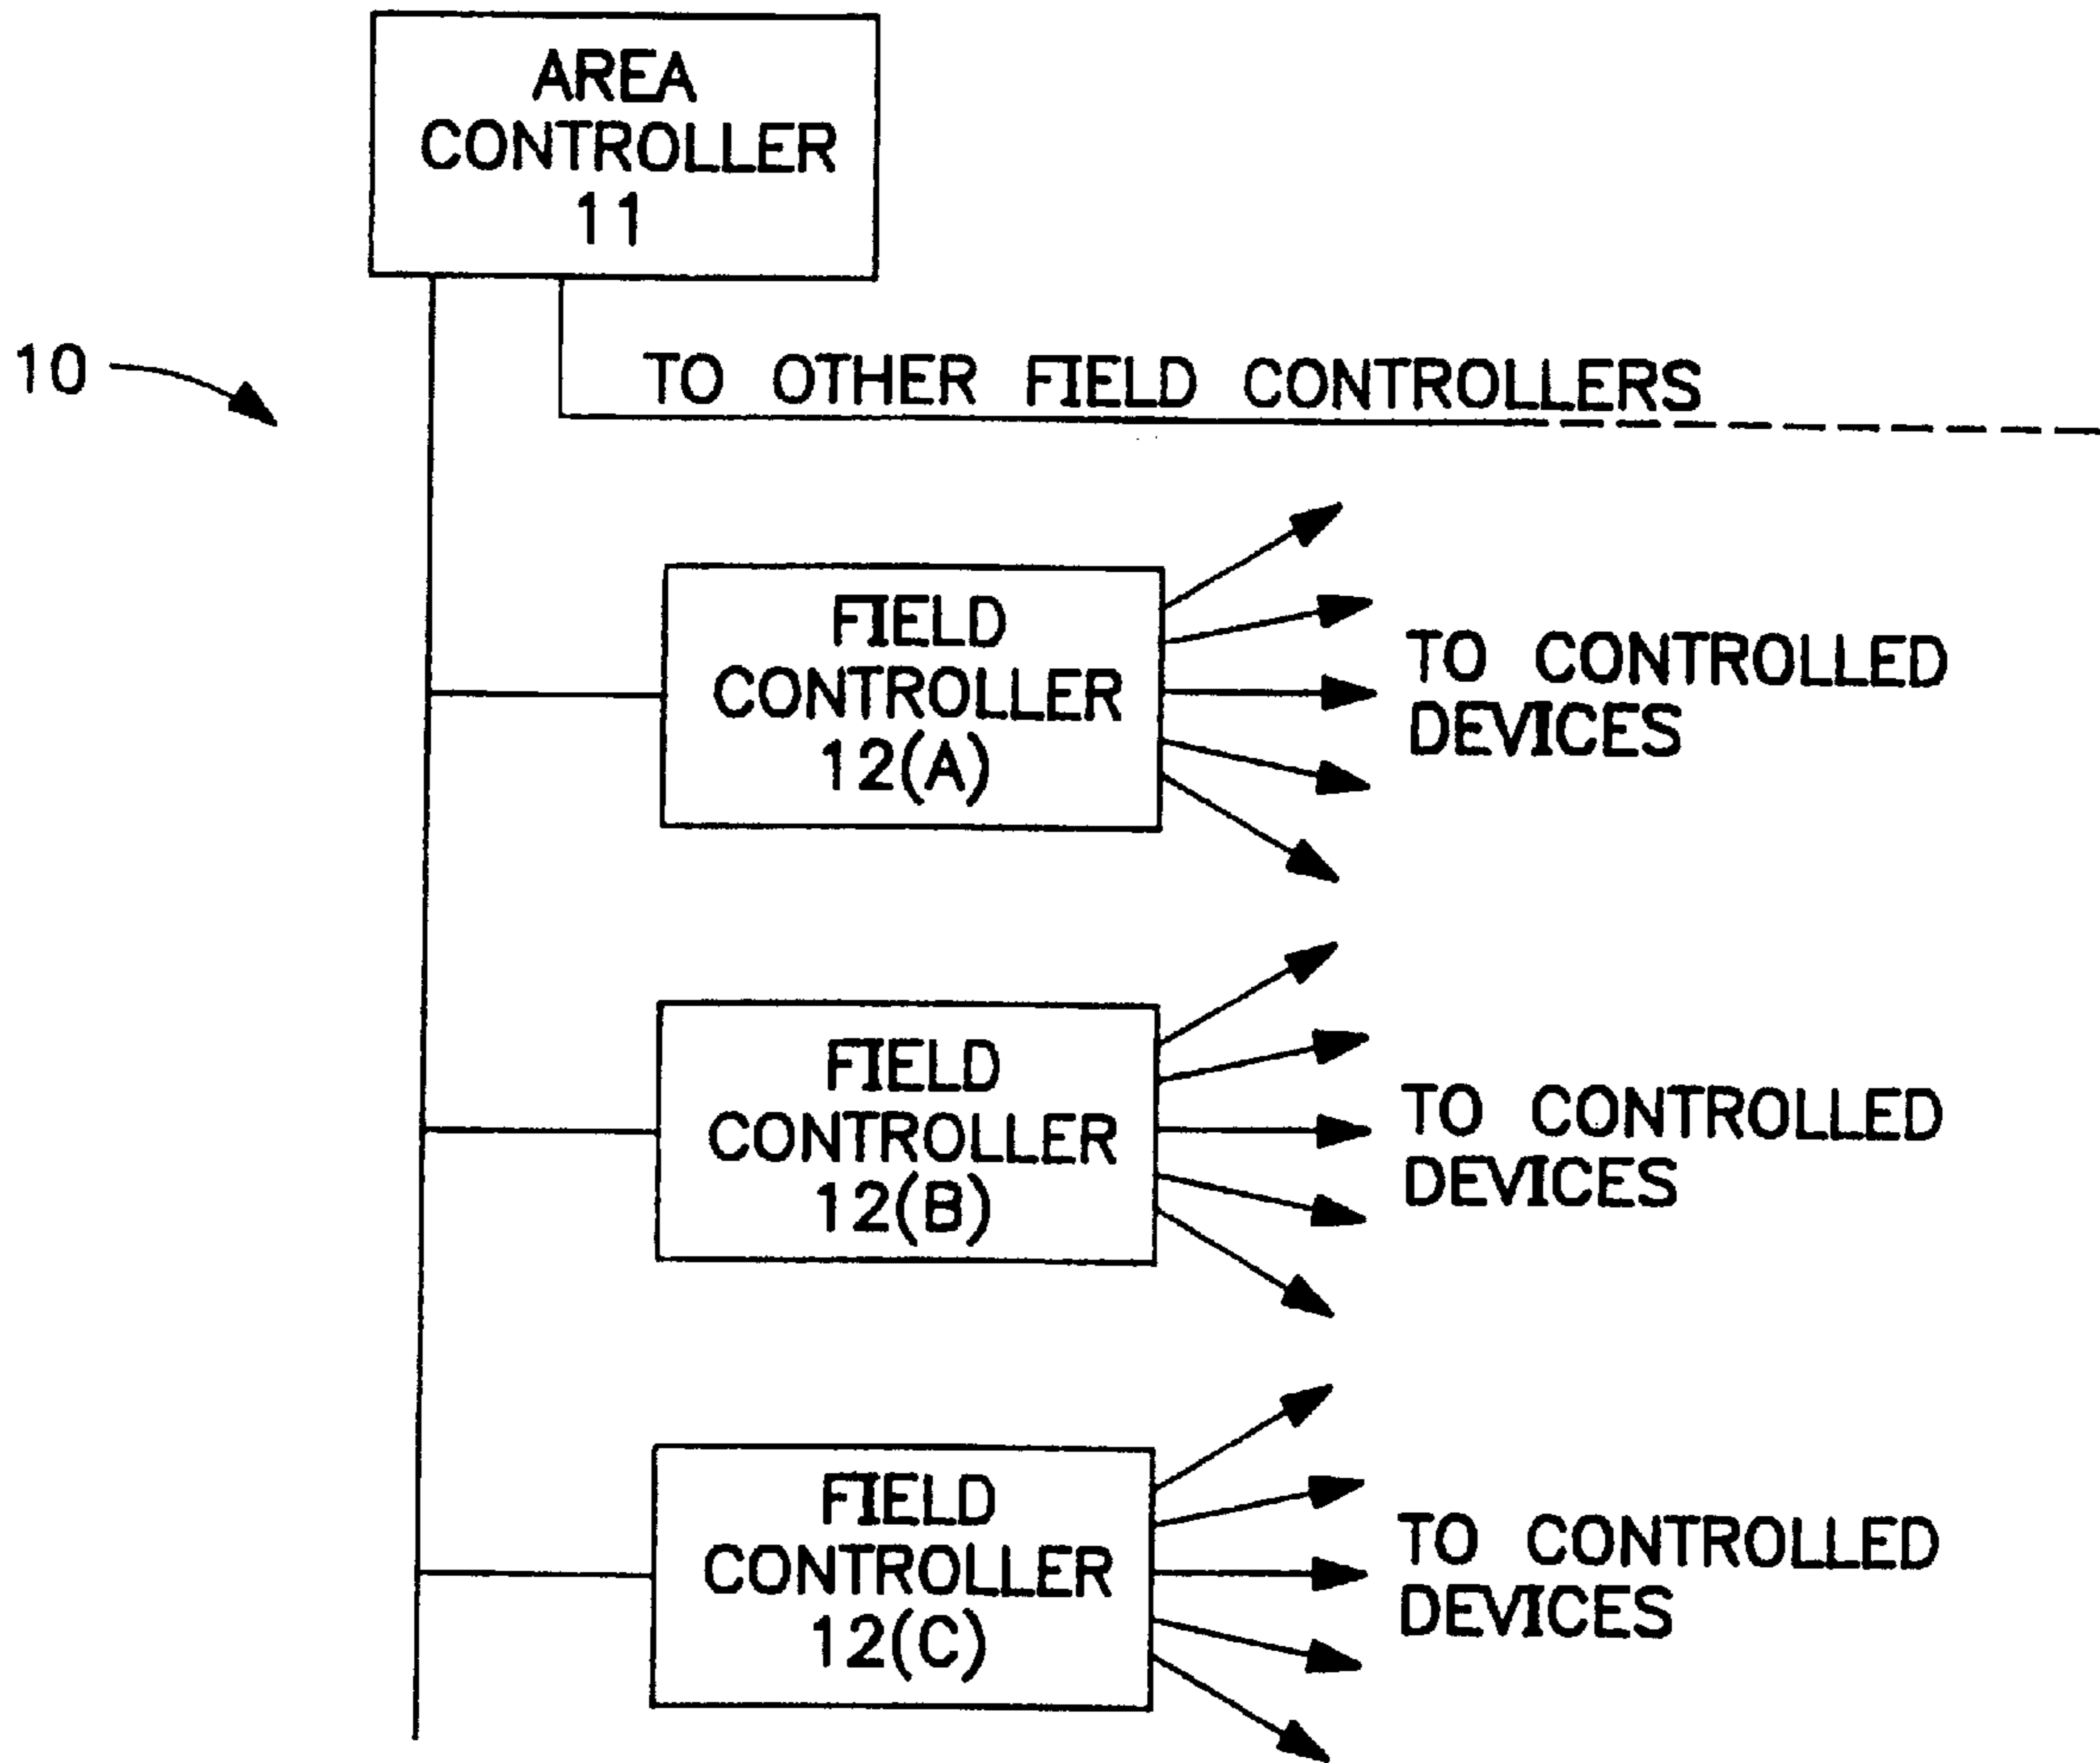 AREA
CONTROLLER
11
10
TO OTHER FIELD CONTROLLERS
FIELD
CONTROLLER
12(A)
TO CONTROLLED
DEVICES
FIELD
CONTROLLER
12(B)
TO CONTROLLED
DEVICES
FIELD
CONTROLLER
12(C)
TO CONTROLLED
DEVICES